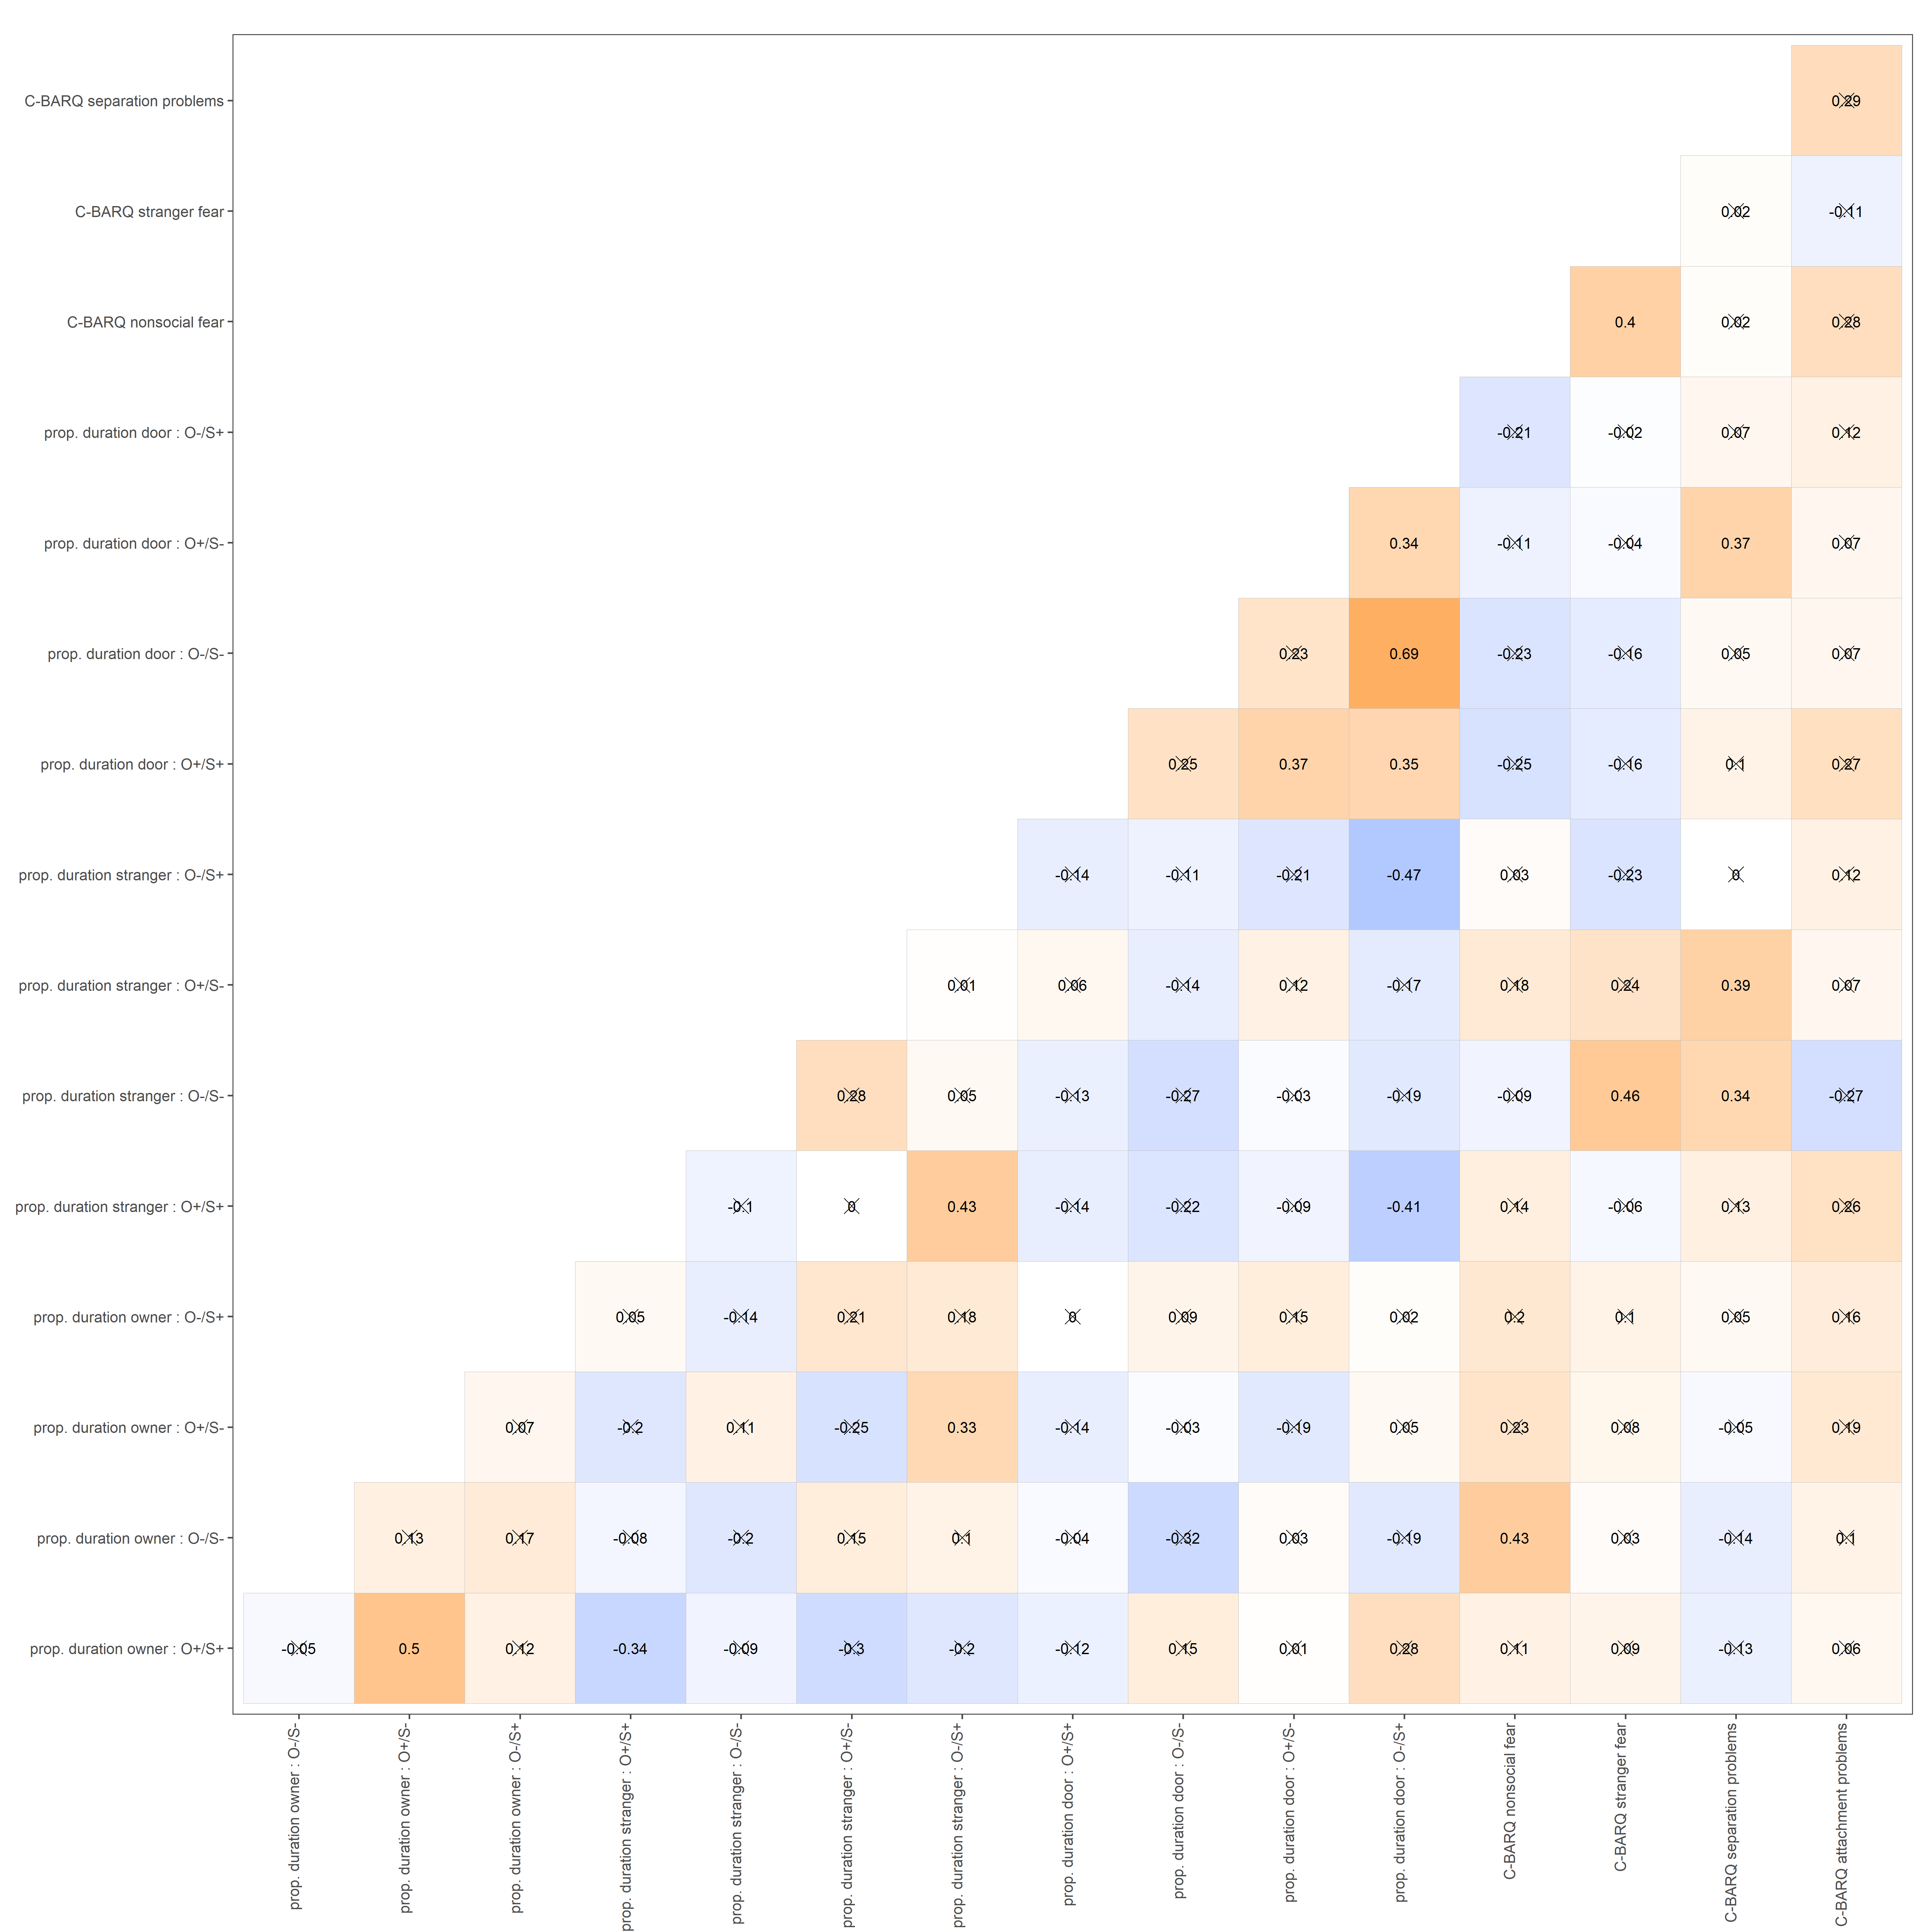 C-BARQ separation problems 0.29
C-BARQ stranger fear 0.02 -0.11
C-BARQ nonsocial fear 0.4 0.02 0.28
prop. duration door : O-/S+ -0.21 -0.02 0.07 0.12
prop. duration door : O+/S- 0.34 -0.11 -0.04 0.37 0.07
prop. duration door : O-/S- 0.23 0.69 -0.23 -0.16 0.05 0.07
prop. duration door : O+/S+ 0.25 0.37 0.35 -0.25 -0.16 0.1 0.27
prop. duration stranger : O-/S+ -0.14 -0.11 -0.21 -0.47 0.03 -0.23 0 0.12
prop. duration stranger : O+/S- 0.01 0.06 -0.14 0.12 -0.17 0.18 0.24 0.39 0.07
prop. duration stranger : O-/S- 0.28 0.05 -0.13 -0.27 -0.03 -0.19 -0.09 0.46 0.34 -0.27
prop. duration stranger : O+/S+ -0.1 0 0.43 -0.14 -0.22 -0.09 -0.41 0.14 -0.06 0.13 0.26
prop. duration owner : O-/S+ 0.05 -0.14 0.21 0.18 0 0.09 0.15 0.02 0.2 0.1 0.05 0.16
prop. duration owner : O+/S- 0.07 -0.2 0.11 -0.25 0.33 -0.14 -0.03 -0.19 0.05 0.23 0.08 -0.05 0.19
prop. duration owner : O-/S- 0.13 0.17 -0.08 -0.2 0.15 0.1 -0.04 -0.32 0.03 -0.19 0.43 0.03 -0.14 0.1
prop. duration owner : O+/S+ -0.05 0.5 0.12 -0.34 -0.09 -0.3 -0.2 -0.12 0.15 0.01 0.28 0.11 0.09 -0.13 0.06
prop. duration owner : O-/S-
prop. duration owner : O+/S-
prop. duration owner : O-/S+
prop. duration stranger : O+/S+
prop. duration stranger : O-/S-
prop. duration stranger : O+/S-
prop. duration stranger : O-/S+
prop. duration door : O+/S+
prop. duration door : O-/S-
prop. duration door : O+/S-
prop. duration door : O-/S+
C-BARQ nonsocial fear
C-BARQ stranger fear
C-BARQ separation problems
C-BARQ attachment problems